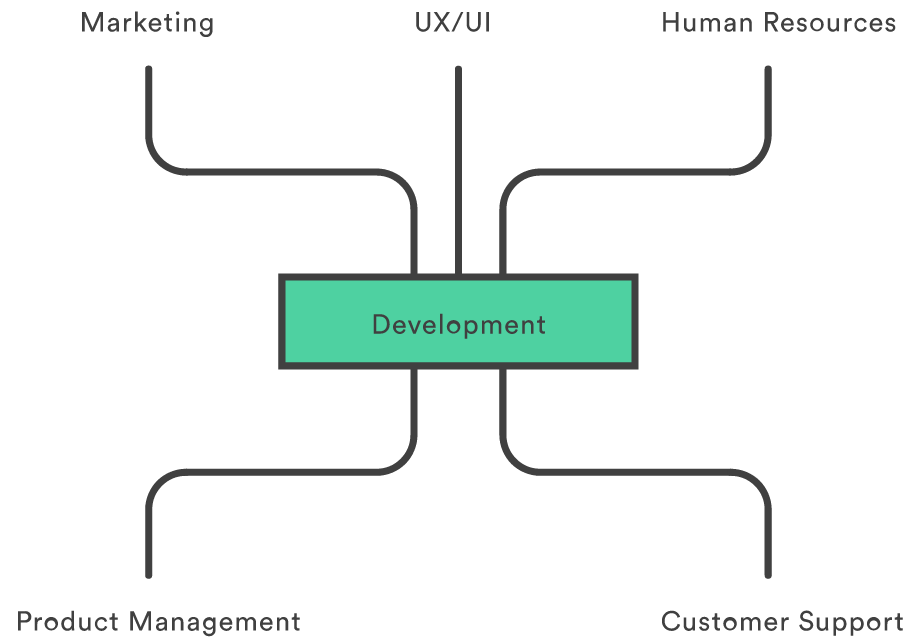 Marketing
UX/UI
Human Resources
Development
Product Management
Customer Support